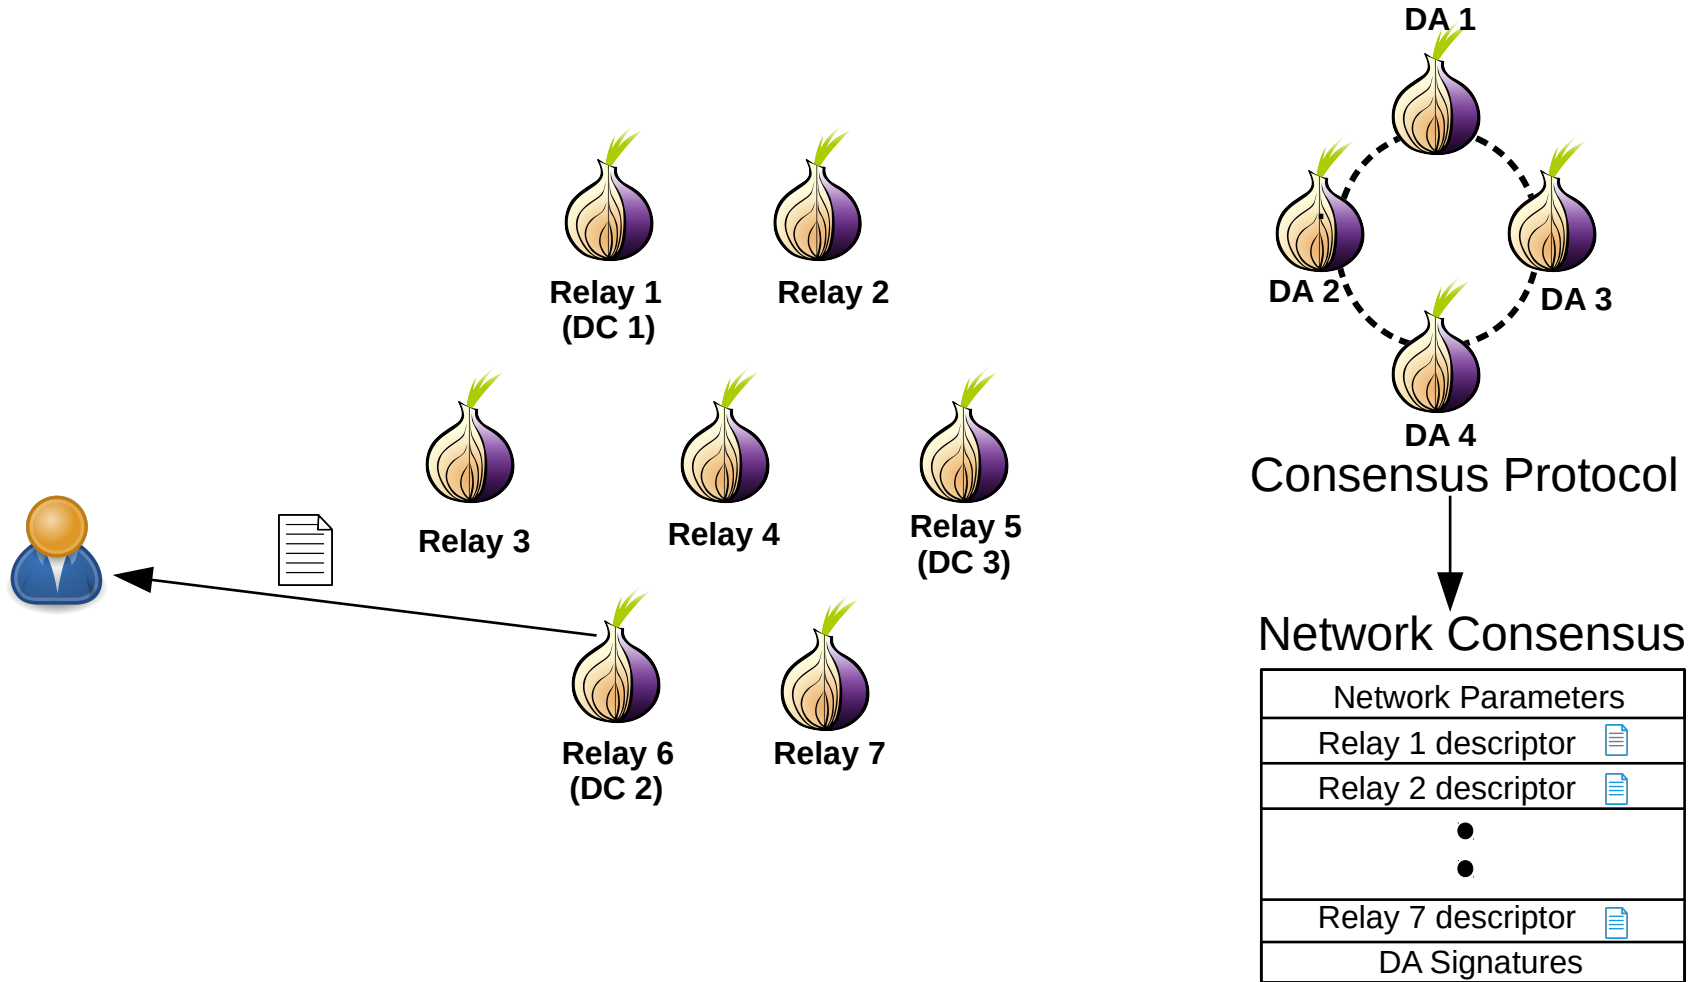 DA 1
Relay 1
(DC 1)
Relay 2
DA 2
DA 3
Relay 3
Relay 4
Relay 5
(DC 3)
DA 4
Consensus Protocol
Relay 6
(DC 2)
Relay 7
Network Consensus
Network Parameters
Relay 1 descriptor
Relay 2 descriptor
Relay 7 descriptor
DA Signatures